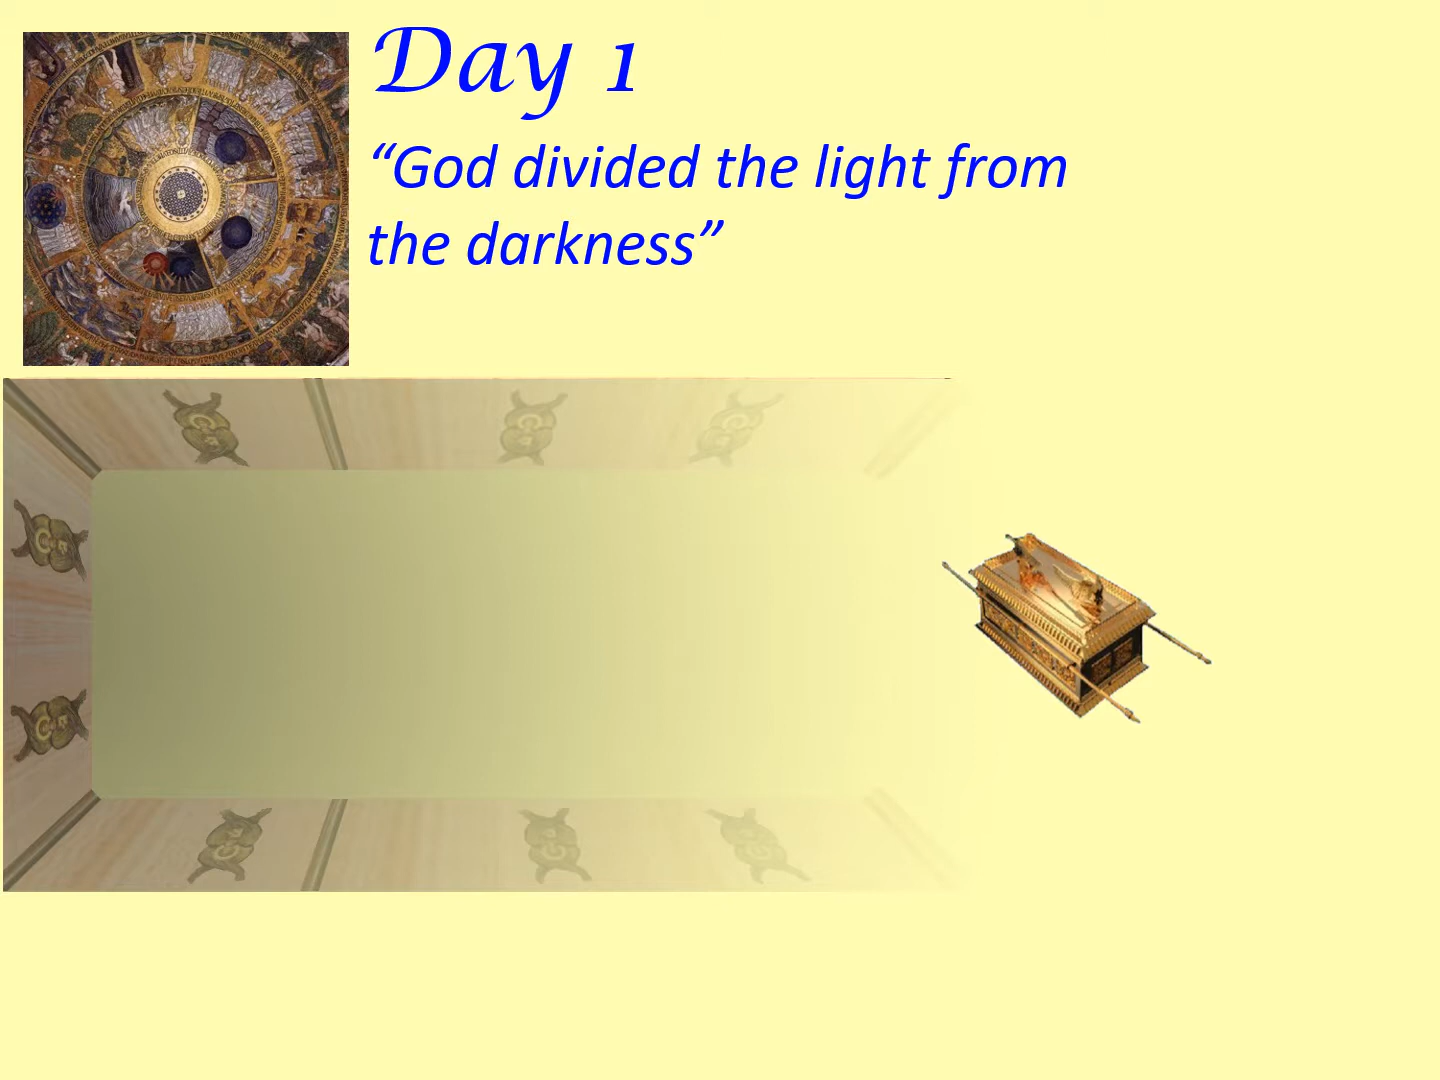 Day 1
“God divided the light from
the darkness”